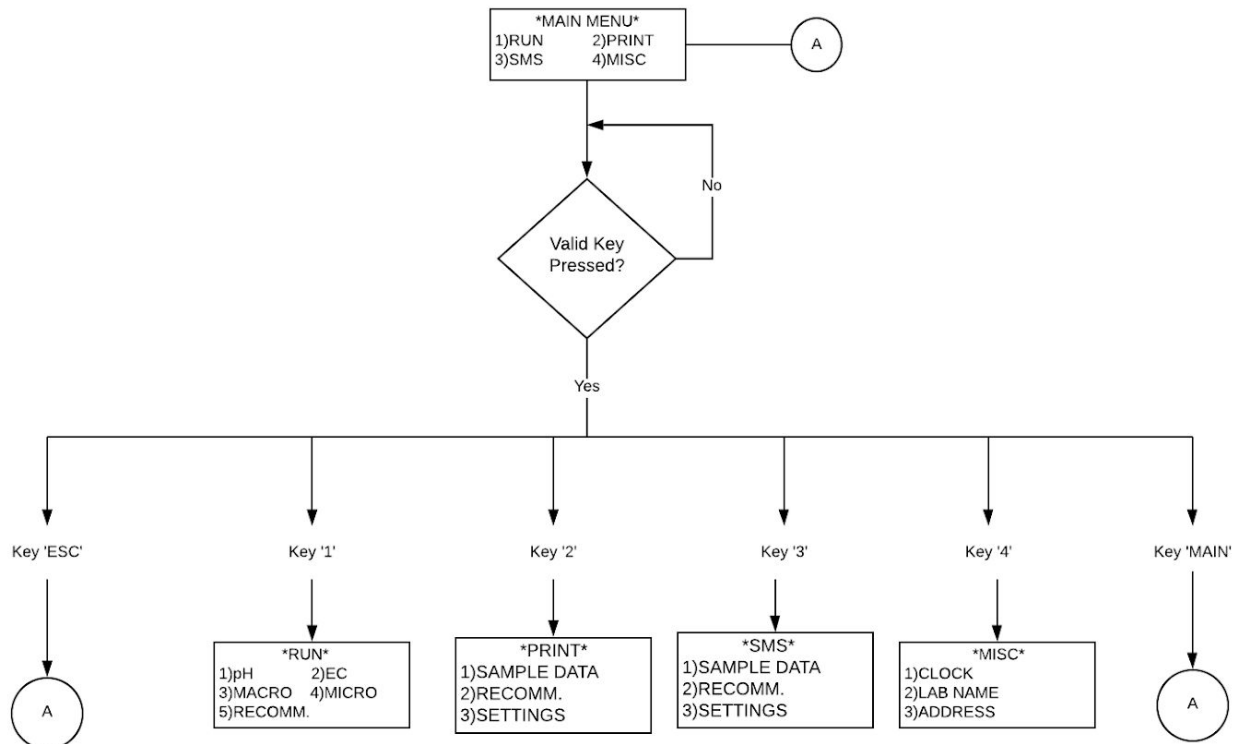 *MAIN MENU*
1)RUN 2)PRINT
3)SMS 4)MISC
A
No
Valid Key
Pressed?
Yes
Key 'ESC'
Key '1'
Key '2'
Key '3'
Key '4'
Key 'MAIN'
A
*RUN*
1)pH 2)EC
3)MACRO 4)MICRO
5)RECOMM.
*PRINT*
1)SAMPLE DATA
2)RECOMM.
3)SETTINGS
*SMS*
1)SAMPLE DATA
2)RECOMM.
3)SETTINGS
*MISC*
1)CLOCK
2)LAB NAME
3)ADDRESS
A